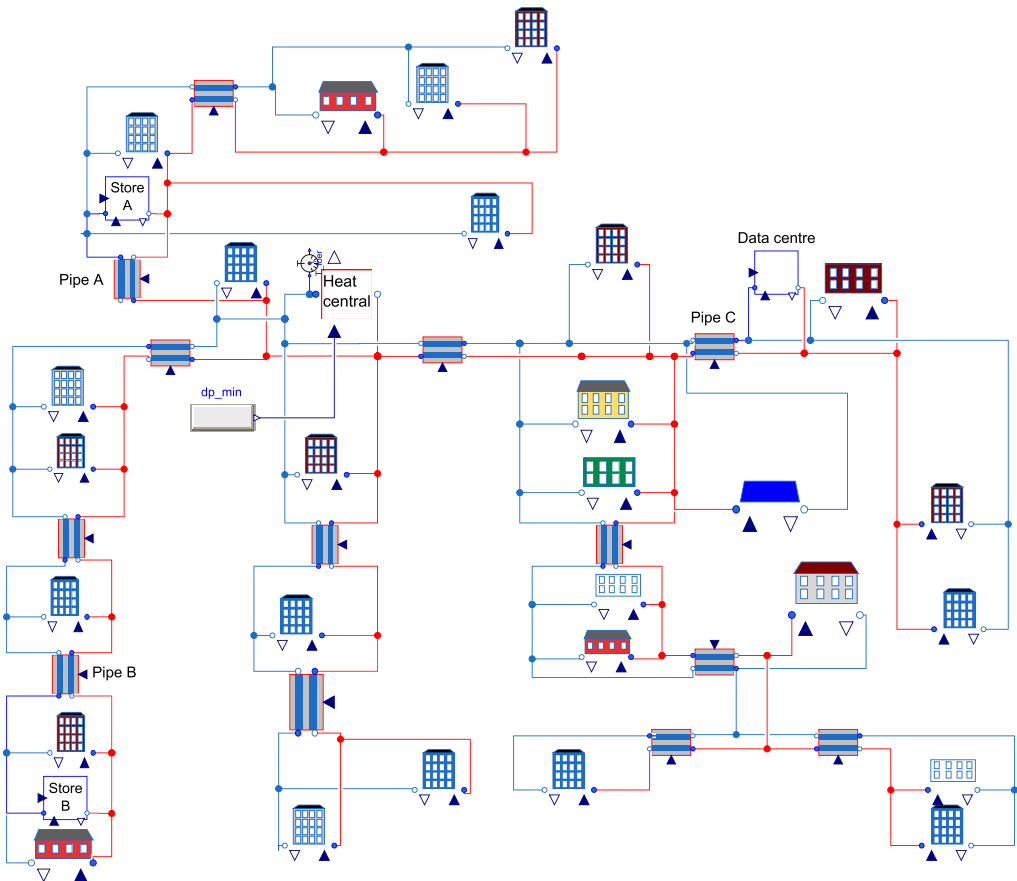 Store
A
Data centre
Pipe A
Heat
central
Pipe C
dp_min
Pipe B
Store
B